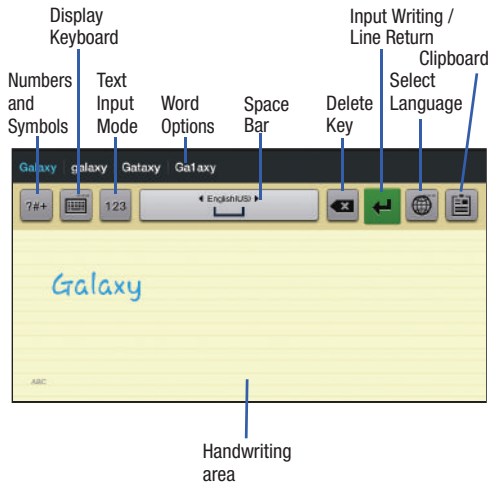 Display
Keyboard
Input Writing /
Line Return
Clipboard
Numbers
and
Symbols
Text
Input
Mode
Word
Options
Space
Bar
Delete
Key
Select
Language
Galaxy galaxy Gataxy Ga1axy
?#+ 123 English(US)
Galaxy
ABC
Handwriting
area